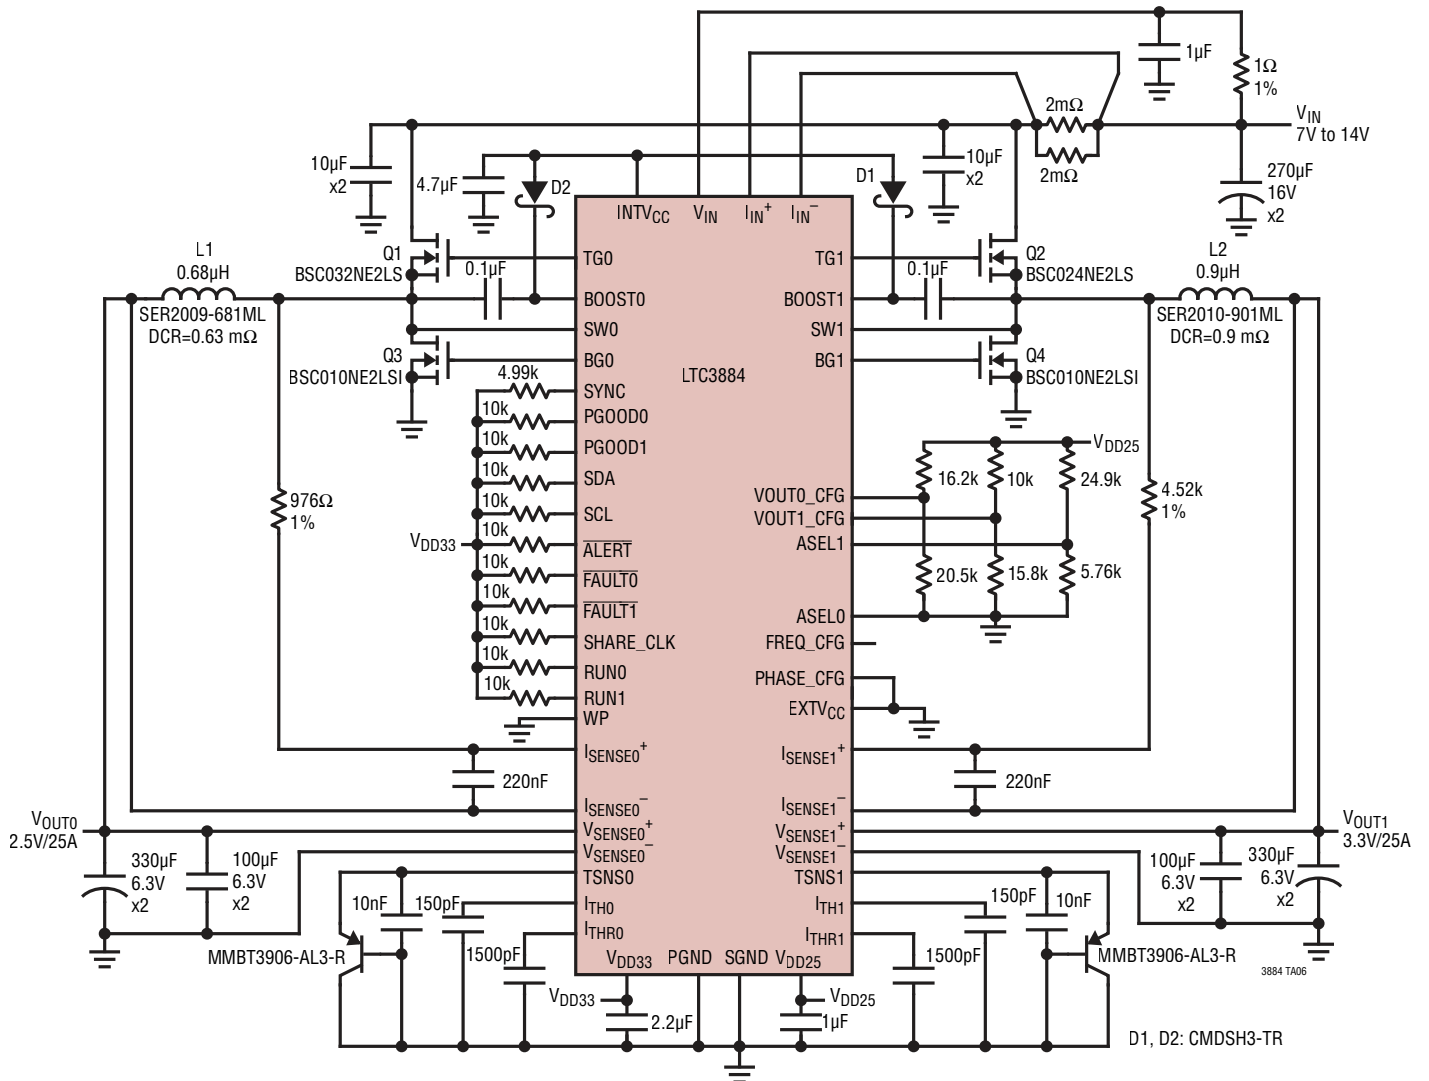 1µF
1Ω
1%
2mΩ
VIN
7V to 14V
10µF
x2
4.7µF
D2
D1
10µF
x2
2mΩ
270µF
16V
x2
INTVCC
VIN
IIN+
IIN–
L1
0.68µH
Q1
BSC032NE2LS
TG0
TG1
Q2
BSC024NE2LS
L2
0.9µH
0.1µF
0.1µF
BOOST0
BOOST1
SER2009-681ML
DCR=0.63 mΩ
SER2010-901ML
DCR=0.9 mΩ
SW0
SW1
Q3
BSC010NE2LSI
BG0
BG1
Q4
BSC010NE2LSI
LTC3884
4.99k
SYNC
10k
PGOOD0
10k
PGOOD1
10k
SDA
10k
SCL
10k
VDD33
ALERT
10k
FAULT0
10k
FAULT1
10k
SHARE_CLK
10k
RUN0
10k
RUN1
WP
VDD25
16.2k
10k
24.9k
VOUT0_CFG
VOUT1_CFG
ASEL1
20.5k
15.8k
5.76k
ASEL0
FREQ_CFG
PHASE_CFG
EXTVCC
976Ω
1%
4.52k
1%
ISENSE0+
ISENSE1+
220nF
220nF
ISENSE0–
ISENSE1–
VOUT0
2.5V/25A
VSENSE0+
VSENSE1+
VOUT1
3.3V/25A
VSENSE0–
VSENSE1–
330µF
6.3V
x2
100µF
6.3V
x2
100µF
6.3V
x2
330µF
6.3V
x2
TSNS0
TSNS1
10nF
150pF
ITH0
ITH1
150pF
10nF
ITHR0
ITHR1
MMBT3906-AL3-R
1500pF
1500pF
MMBT3906-AL3-R
VDD33
PGND
SGND
VDD25
3884 TA06
VDD33
2.2µF
VDD25
1µF
D1, D2: CMDSH3-TR